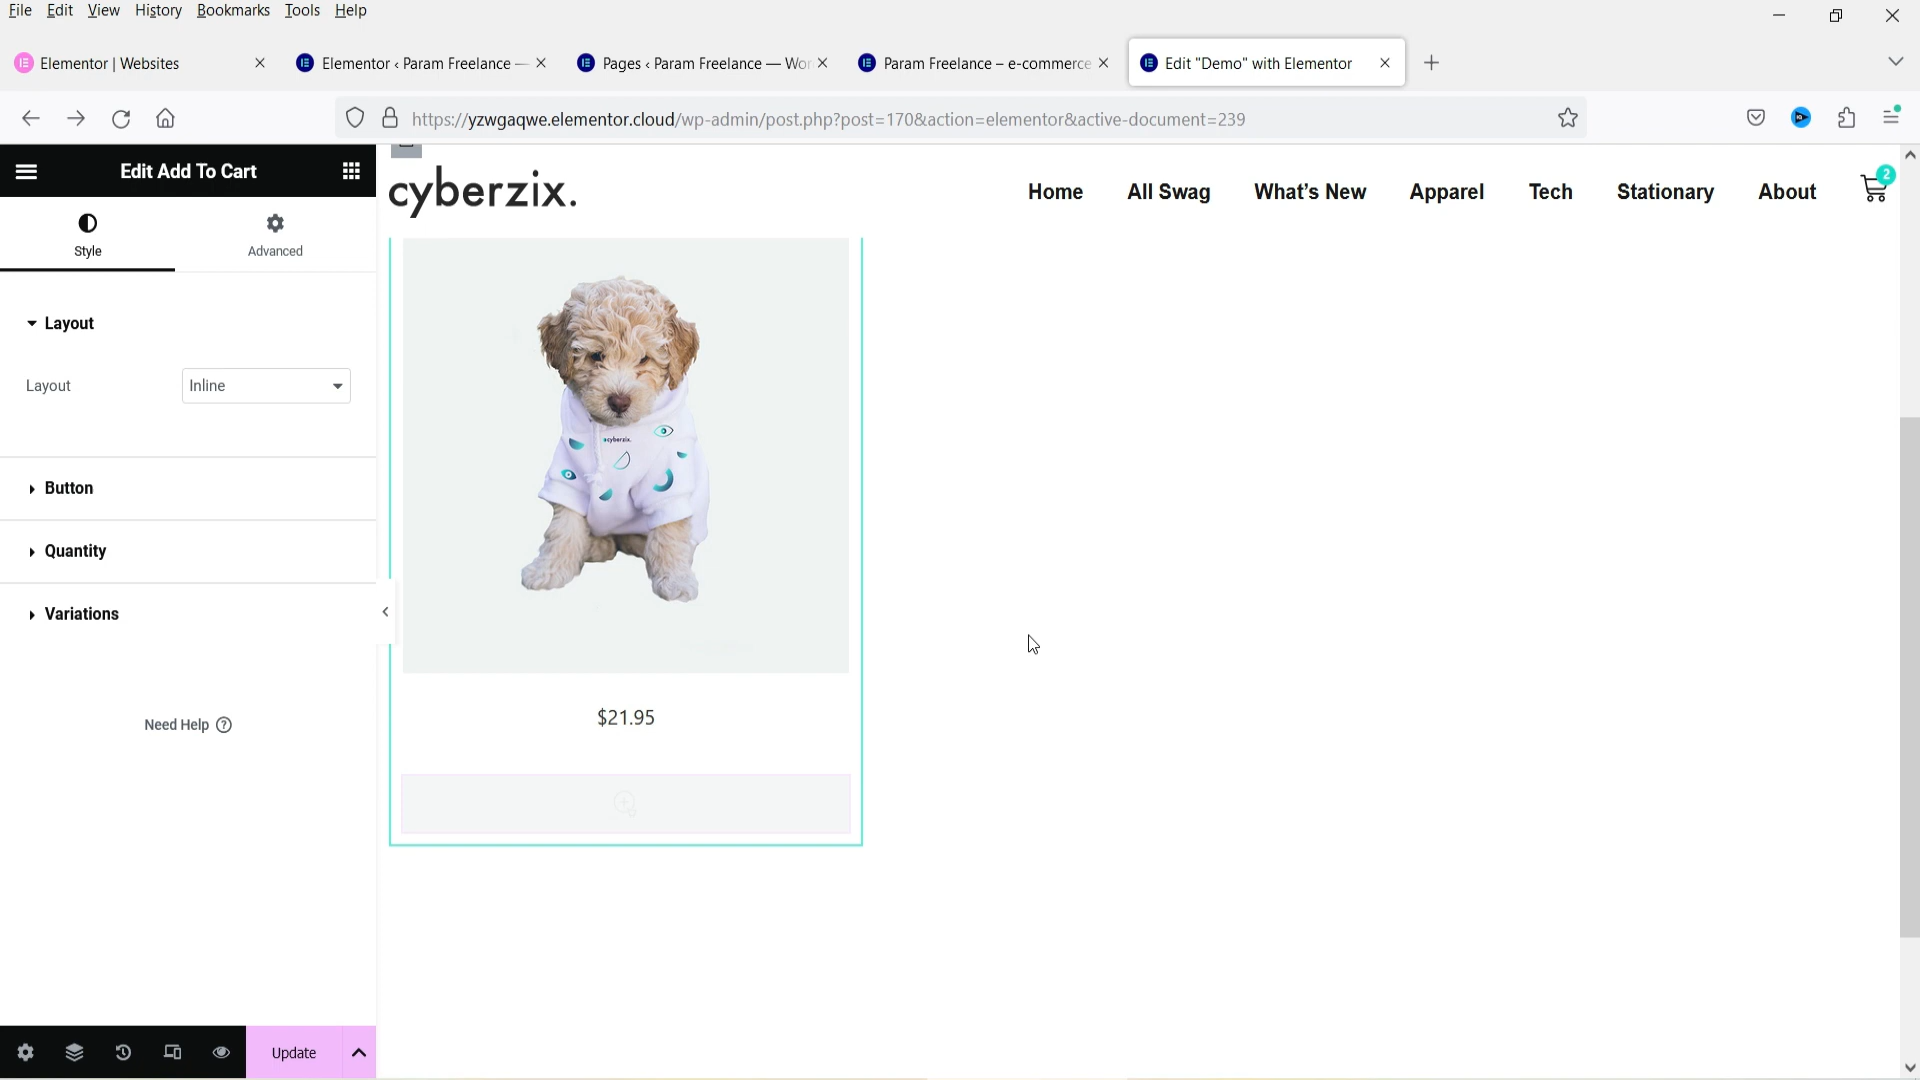 File Edit View History Bookmarks Tools Help
Elementor | Websites
Elementor ‹ Param Freelance —
Pages ‹ Param Freelance — Wor
Param Freelance – e-commerce
Edit "Demo" with Elementor
https://yzwgaqwe.elementor.cloud/wp-admin/post.php?post=170&action=elementor&active-document=239
Edit Add To Cart
Style
Advanced
Layout
Layout
Inline
Button
Quantity
Variations
Need Help
Update
cyberzix.
Home All Swag What's New Apparel Tech Stationary About
2
cyberzix.
$21.95